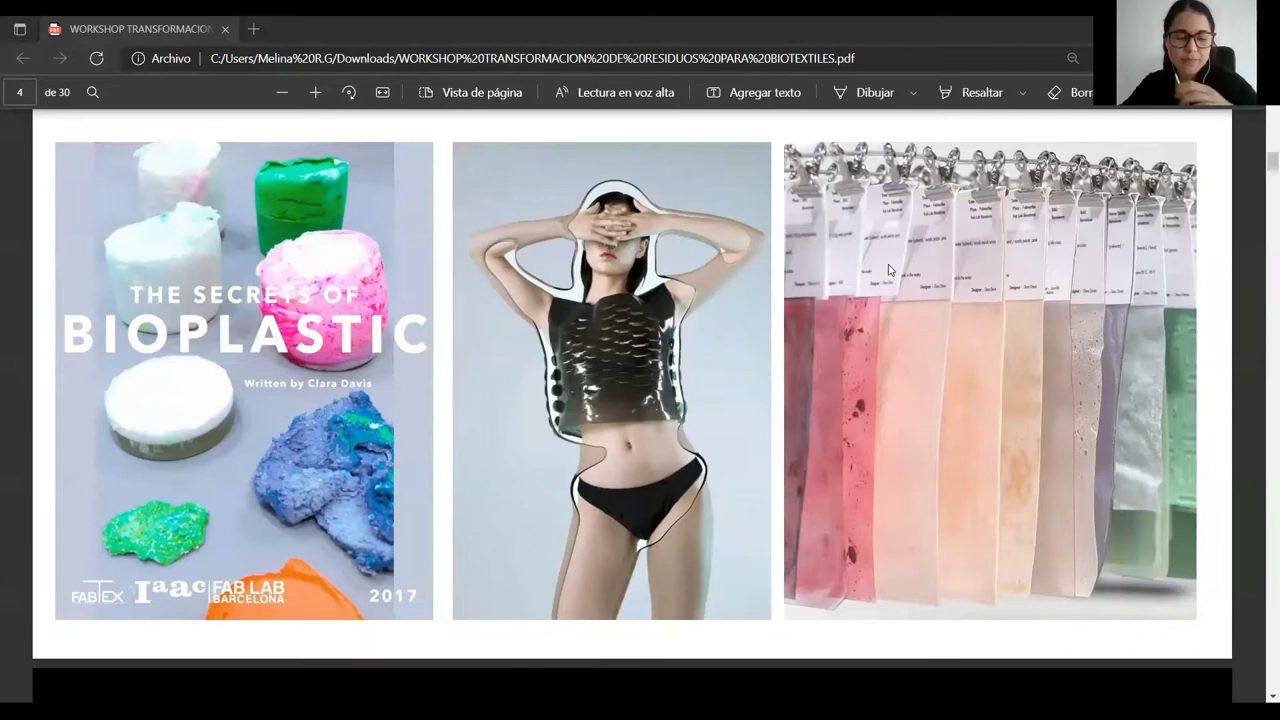 WORKSHOP TRANSFORMACION
Archivo
C:/Users/Melina%20R.G/Downloads/WORKSHOP%20TRANSFORMACION%20DE%20RESIDUOS%20PARA%20BIOTEXTILES.pdf
4
de 30
Vista de página
Lectura en voz alta
Agregar texto
Dibujar
Resaltar
Borr
THE SECRETS OF
BIOPLASTIC
Written by Clara Davis
FABTEX
Iaac
FAB LAB
BARCELONA
2017